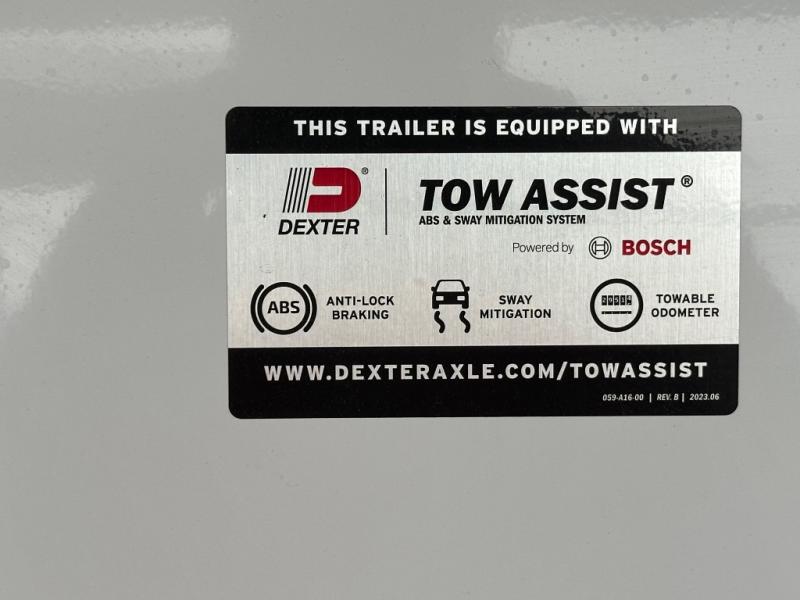 THIS TRAILER IS EQUIPPED WITH
DEXTER®
TOW ASSIST®
ABS & SWAY MITIGATION SYSTEM
Powered by BOSCH
ABS
ANTI-LOCK
BRAKING
SWAY
MITIGATION
TOWABLE
ODOMETER
WWW.DEXTERAXLE.COM/TOWASSIST
059-A16-00 | REV. B | 2023.06